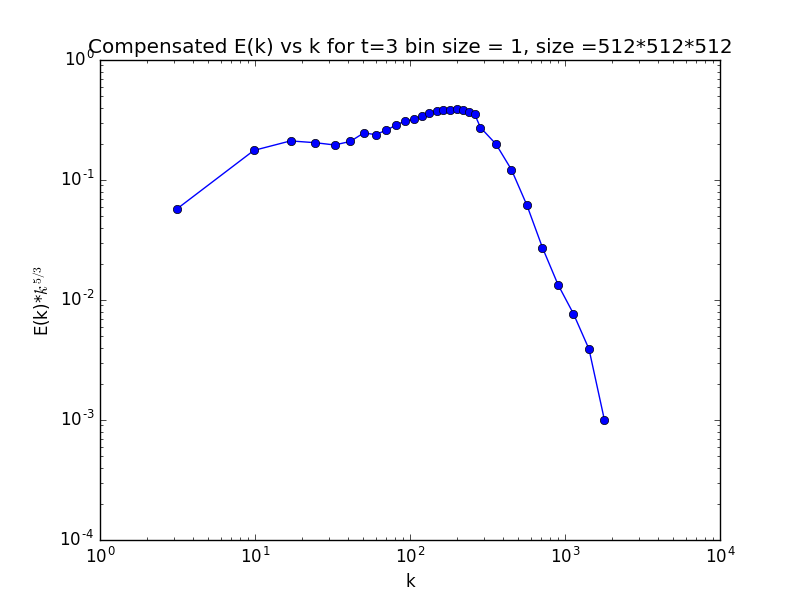 Compensated E(k) vs k for t=3 bin size = 1, size =512*512*512
10^0
10^-1
10^-2
10^-3
10^-4
E(k)*k^5/3
10^0 10^1 10^2 10^3 10^4
k